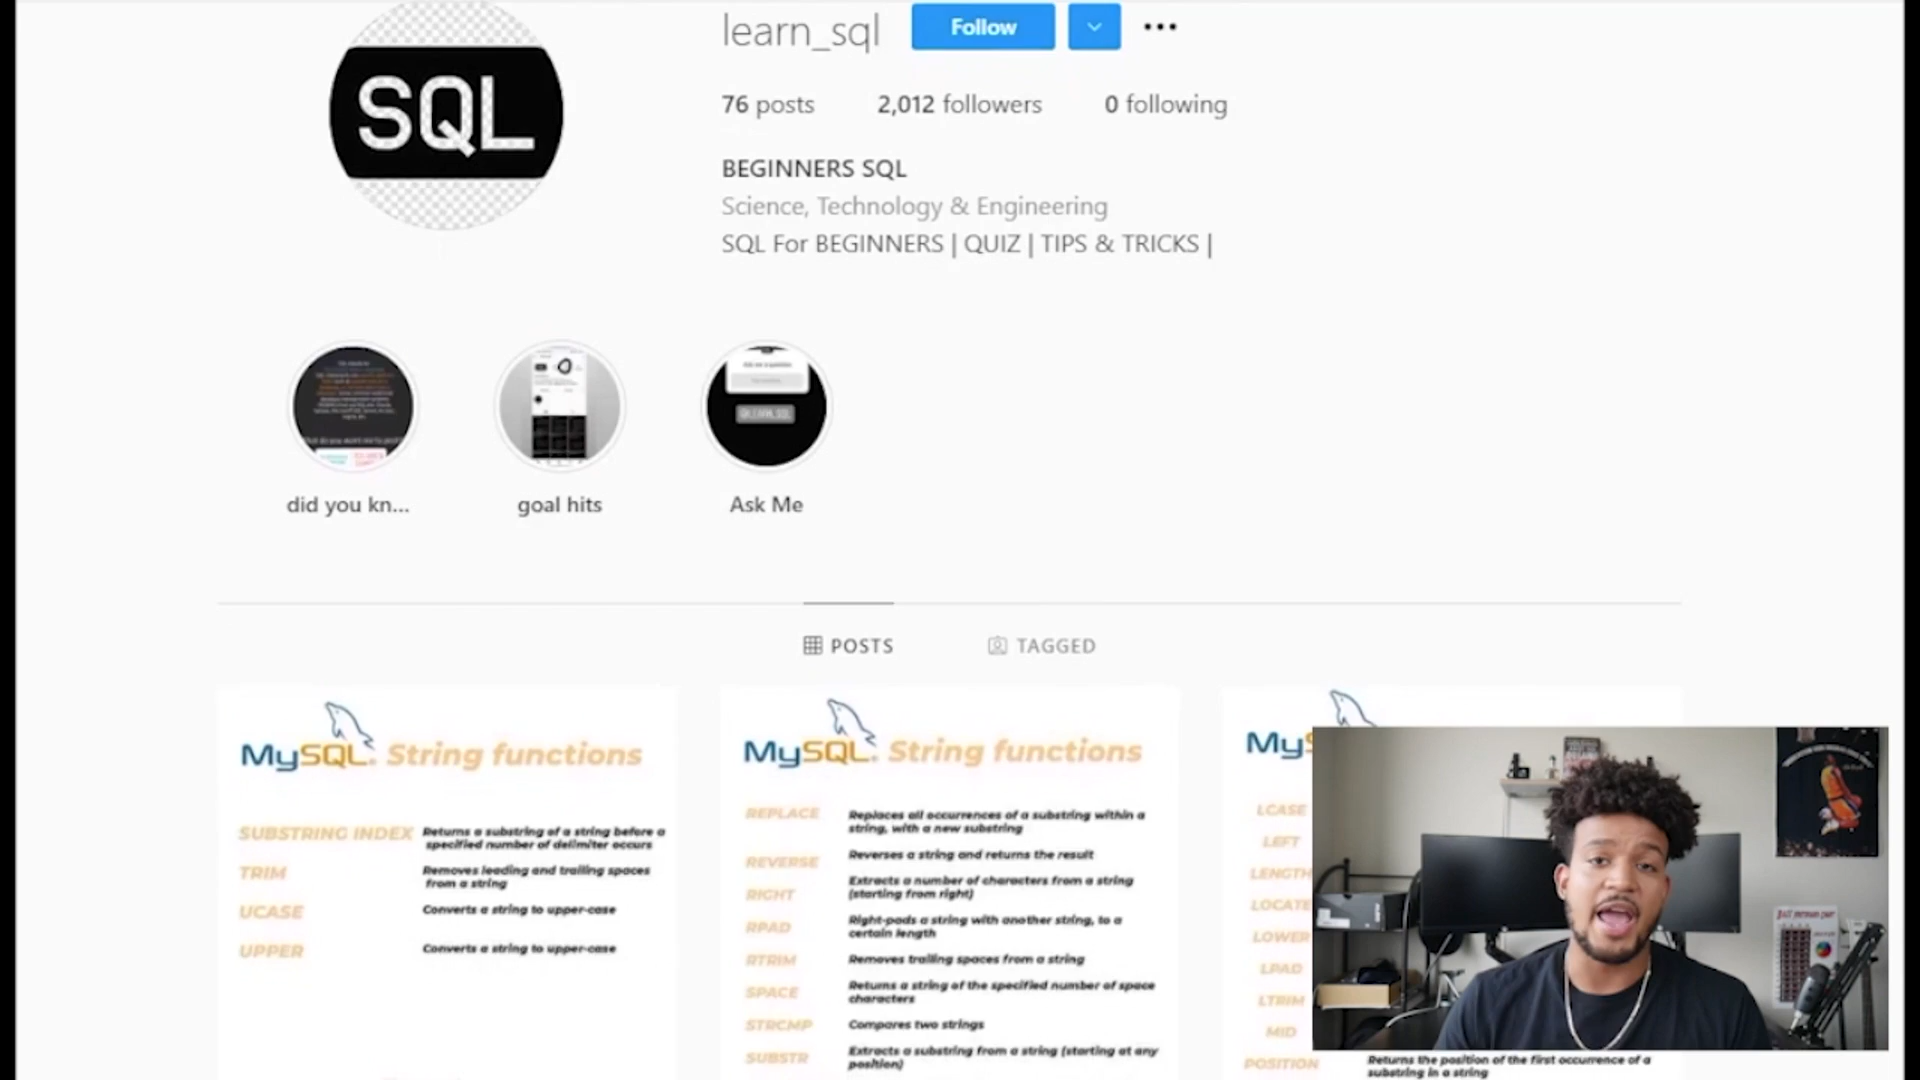 SQL
learn_sql
Follow
76 posts
2,012 followers
0 following
BEGINNERS SQL
Science, Technology & Engineering
SQL For BEGINNERS | QUIZ | TIPS & TRICKS |
did you kn...
goal hits
Ask Me
POSTS
TAGGED
MySQL. String functions
SUBSTRING INDEX Returns a substring of a string before a
specified number of delimiter occurs
TRIM Removes leading and trailing spaces
from a string
UCASE Converts a string to upper-case
UPPER Converts a string to upper-case
MySQL. String functions
REPLACE Replaces all occurrences of a substring within a
string, with a new substring
REVERSE Reverses a string and returns the result
RIGHT Extracts a number of characters from a string
(starting from right)
RPAD Right-pads a string with another string, to a
certain length
RTRIM Removes trailing spaces from a string
SPACE Returns a string of the specified number of space
characters
STRCMP Compares two strings
SUBSTR Extracts a substring from a string (starting at any
position)
MyS
LCASE
LEFT
LENGTH
LOCATE
LOWER
LPAD
LTRIM
MID
POSITION Returns the position of the first occurrence of a
substring in a string